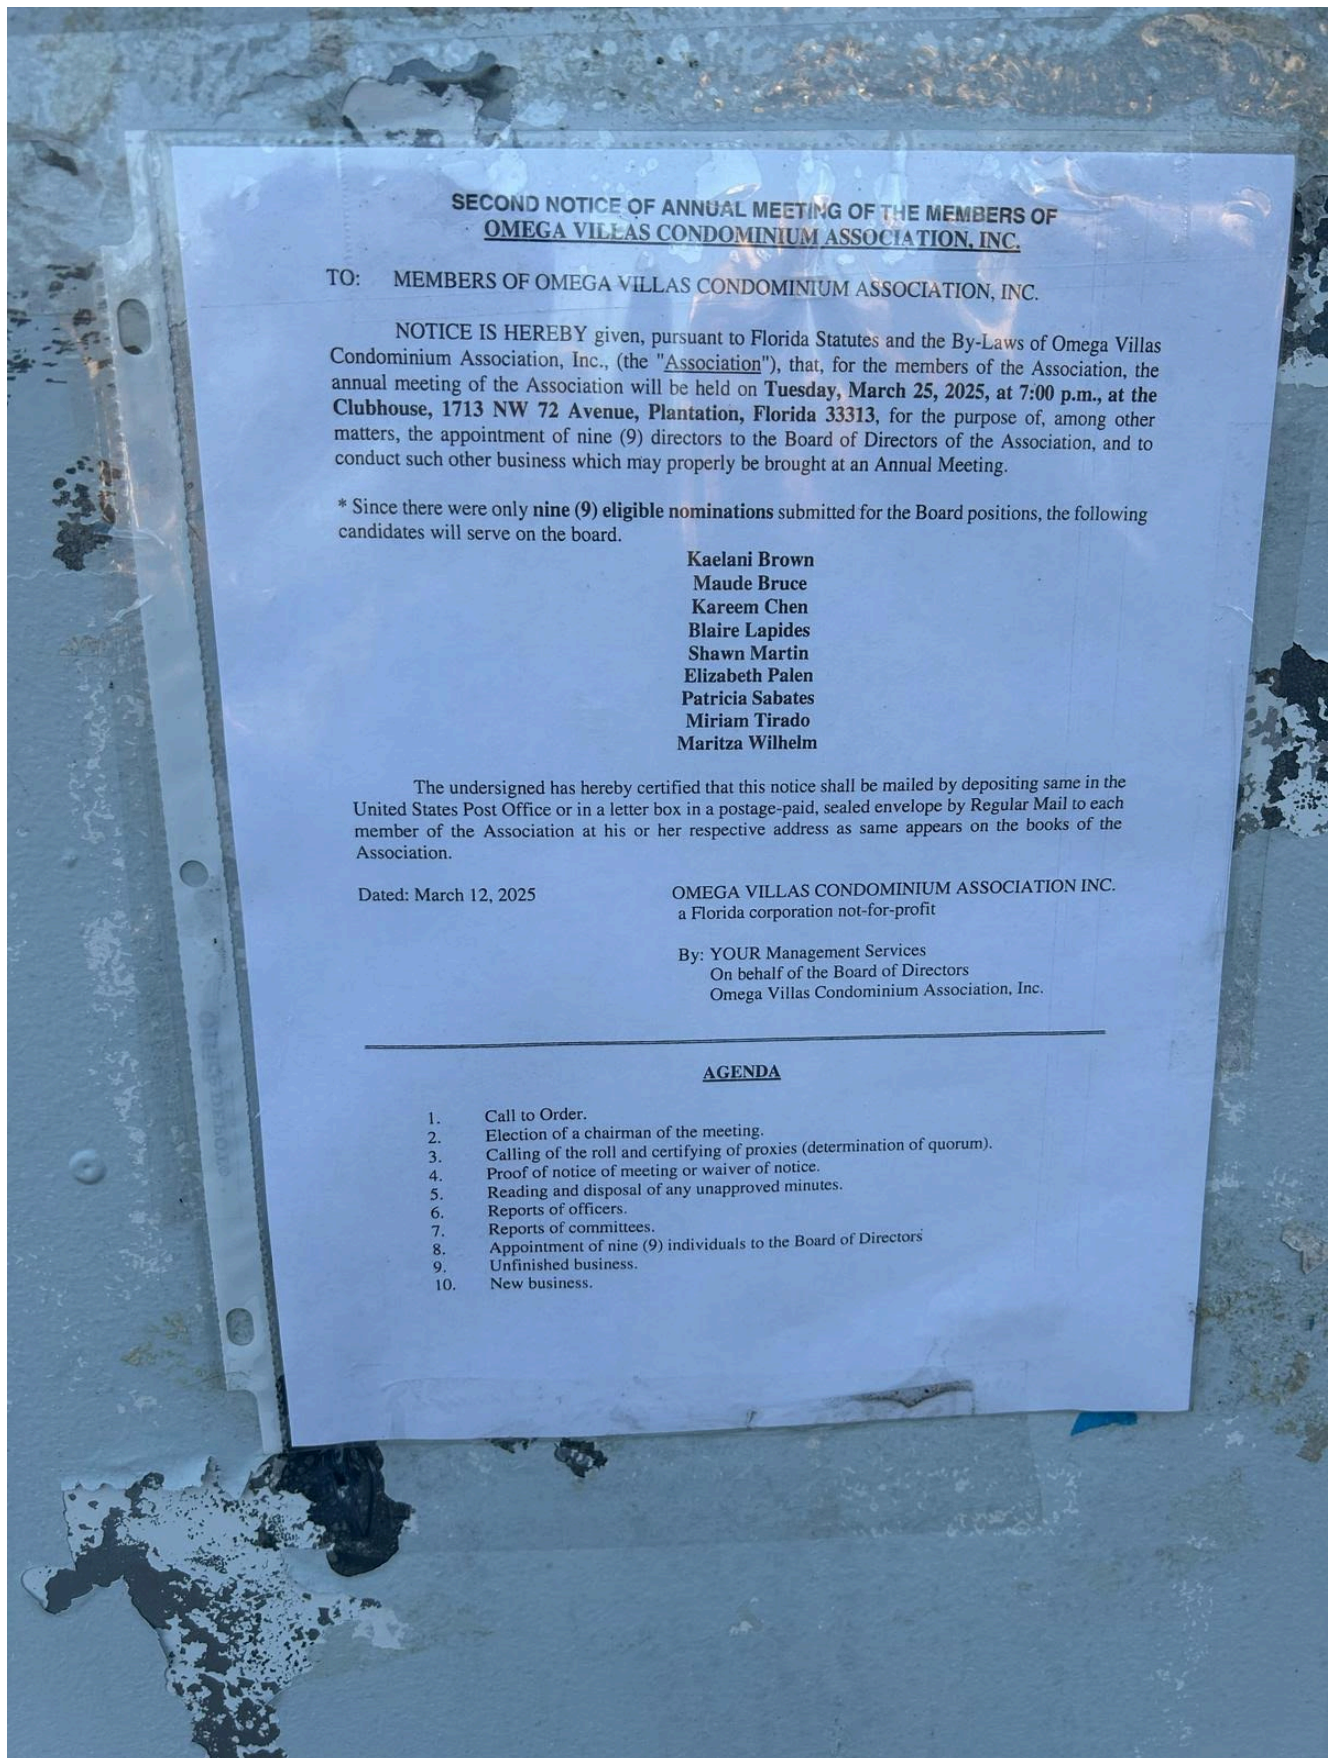 SECOND NOTICE OF ANNUAL MEETING OF THE MEMBERS OF
OMEGA VILLAS CONDOMINIUM ASSOCIATION, INC.
TO: MEMBERS OF OMEGA VILLAS CONDOMINIUM ASSOCIATION, INC.
NOTICE IS HEREBY given, pursuant to Florida Statutes and the By-Laws of Omega Villas
Condominium Association, Inc., (the "Association"), that, for the members of the Association, the
annual meeting of the Association will be held on Tuesday, March 25, 2025, at 7:00 p.m., at the
Clubhouse, 1713 NW 72 Avenue, Plantation, Florida 33313, for the purpose of, among other
matters, the appointment of nine (9) directors to the Board of Directors of the Association, and to
conduct such other business which may properly be brought at an Annual Meeting.
* Since there were only nine (9) eligible nominations submitted for the Board positions, the following
candidates will serve on the board.
Kaelani Brown
Maude Bruce
Kareem Chen
Blaire Lapides
Shawn Martin
Elizabeth Palen
Patricia Sabates
Miriam Tirado
Maritza Wilhelm
The undersigned has hereby certified that this notice shall be mailed by depositing same in the
United States Post Office or in a letter box in a postage-paid, sealed envelope by Regular Mail to each
member of the Association at his or her respective address as same appears on the books of the
Association.
Dated: March 12, 2025
OMEGA VILLAS CONDOMINIUM ASSOCIATION INC.
a Florida corporation not-for-profit
By: YOUR Management Services
On behalf of the Board of Directors
Omega Villas Condominium Association, Inc.
AGENDA
1. Call to Order.
2. Election of a chairman of the meeting.
3. Calling of the roll and certifying of proxies (determination of quorum).
4. Proof of notice of meeting or waiver of notice.
5. Reading and disposal of any unapproved minutes.
6. Reports of officers.
7. Reports of committees.
8. Appointment of nine (9) individuals to the Board of Directors
9. Unfinished business.
10. New business.